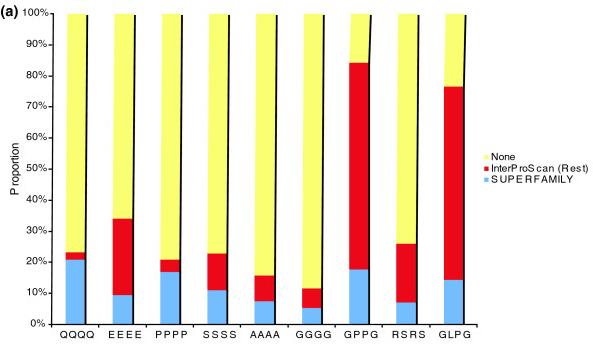 (a)
100%
90%
80%
70%
60%
50%
40%
30%
20%
10%
0%
Proportion
QQQQ EEEE PPPP SSSS AAAA GGGG GPPG RSRS GLPG
None
InterProScan (Rest)
SUPERFAMILY